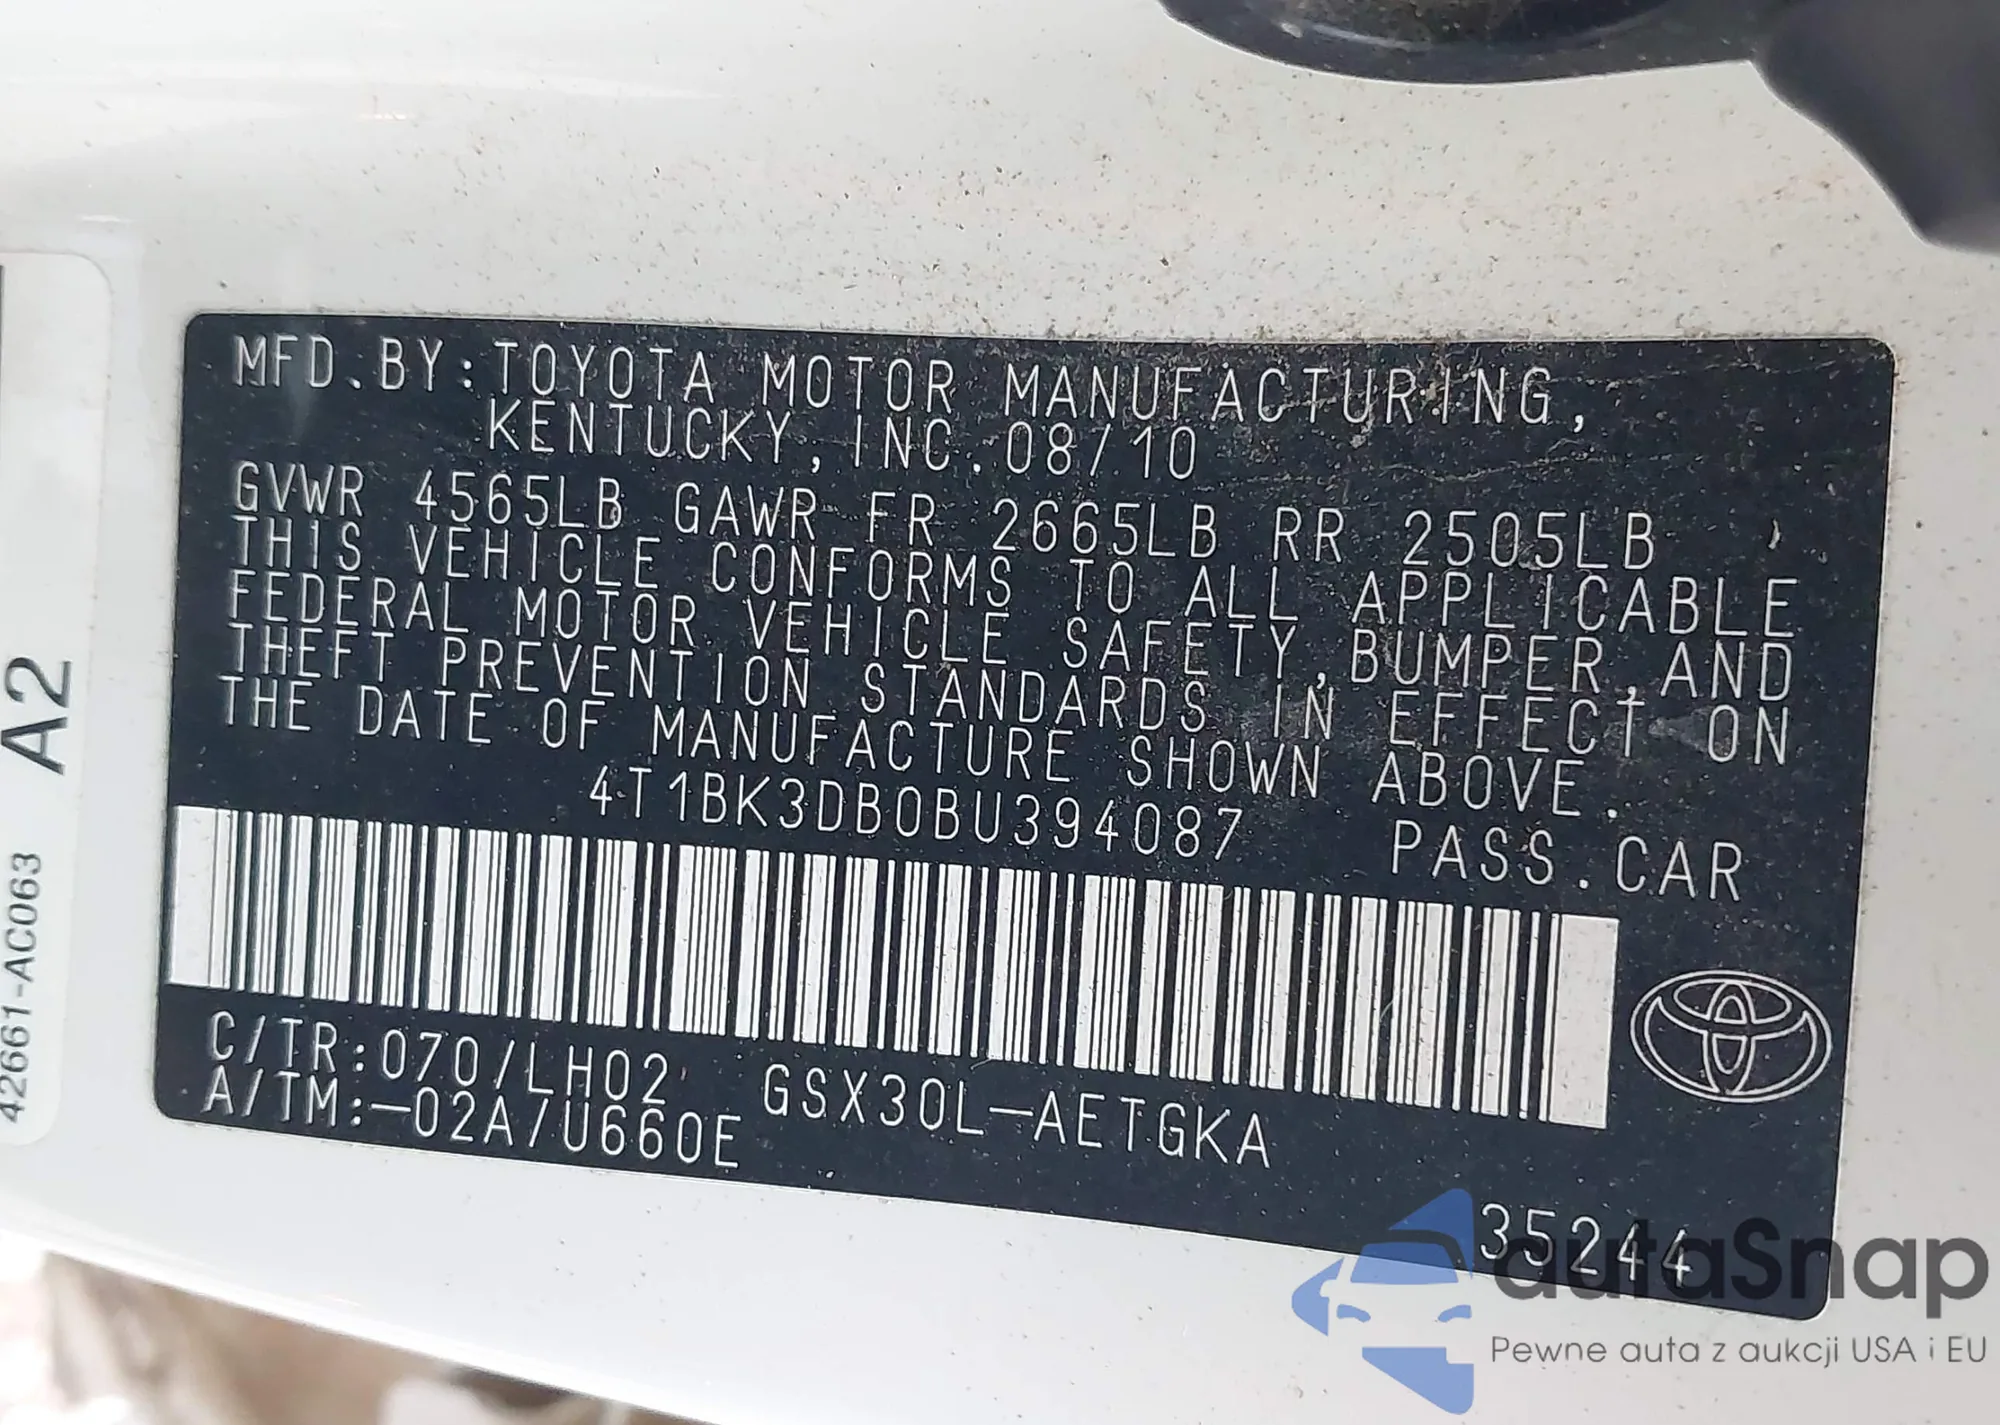 MFD.BY:TOYOTA MOTOR MANUFACTURING,
KENTUCKY, INC. 08/10
GVWR 4565LB GAWR FR 2665LB RR 2505LB
THIS VEHICLE CONFORMS TO ALL APPLICABLE
FEDERAL MOTOR VEHICLE SAFETY,BUMPER,AND
THEFT PREVENTION STANDARDS IN EFFECT ON
THE DATE OF MANUFACTURE SHOWN ABOVE.
4T1BK3DB0BU394087 PASS.CAR
C/TR:070/LH02 GSX30L-AETGKA
A/TM:-02A/U660E
35244
42661-AC063 A2
autaSnap
Pewne auta z aukcji USA i EU